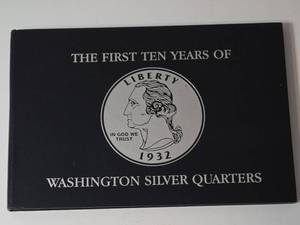 THE FIRST TEN YEARS OF
LIBERTY
IN GOD WE
TRUST
1932
WASHINGTON SILVER QUARTERS